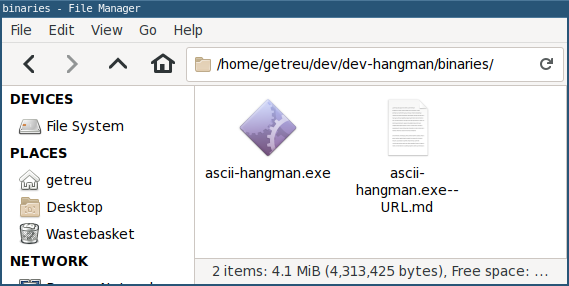 binaries - File Manager
File Edit View Go Help
/home/getreu/dev/dev-hangman/binaries/
DEVICES
File System
PLACES
getreu
Desktop
Wastebasket
NETWORK
ascii-hangman.exe
ascii-
hangman.exe--
URL.md
2 items: 4.1 MiB (4,313,425 bytes), Free space: …